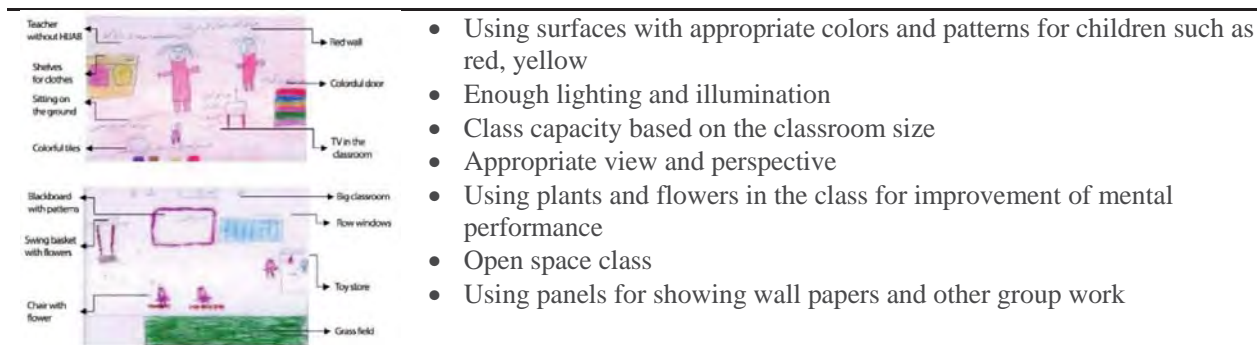 Teacher
without HIJAB
Shelves
for clothes
Sitting on
the ground
Colorful tiles
Red wall
Colorful door
TV in the
classroom
Blackboard
with patterns
Swing basket
with flowers
Chair with
flower
Big classroom
Row windows
Toy store
Grass field
• Using surfaces with appropriate colors and patterns for children such as
red, yellow
• Enough lighting and illumination
• Class capacity based on the classroom size
• Appropriate view and perspective
• Using plants and flowers in the class for improvement of mental
performance
• Open space class
• Using panels for showing wall papers and other group work